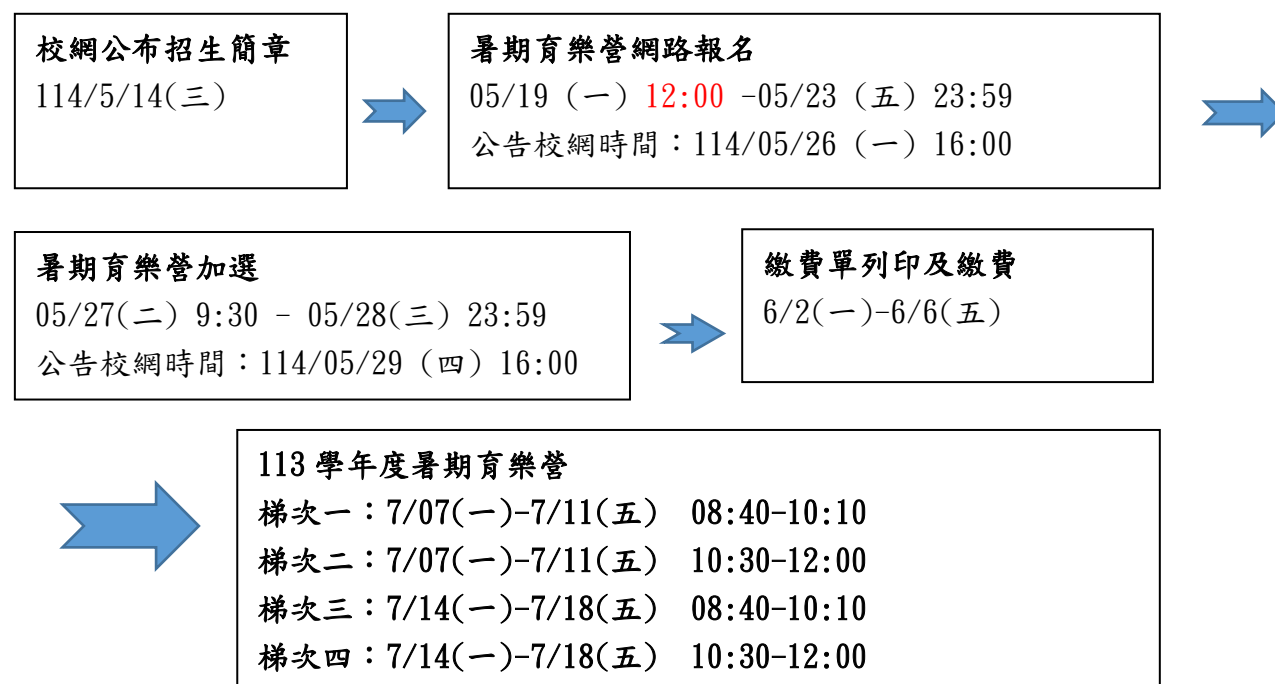 校網公布招生簡章
114/5/14(三)
暑期育樂營網路報名
05/19 (一) 12:00 -05/23 (五) 23:59
公告校網時間：114/05/26 (一) 16:00
暑期育樂營加選
05/27(二) 9:30 - 05/28(三) 23:59
公告校網時間：114/05/29 (四) 16:00
繳費單列印及繳費
6/2(一)-6/6(五)
113 學年度暑期育樂營
梯次一：7/07(一)-7/11(五) 08:40-10:10
梯次二：7/07(一)-7/11(五) 10:30-12:00
梯次三：7/14(一)-7/18(五) 08:40-10:10
梯次四：7/14(一)-7/18(五) 10:30-12:00